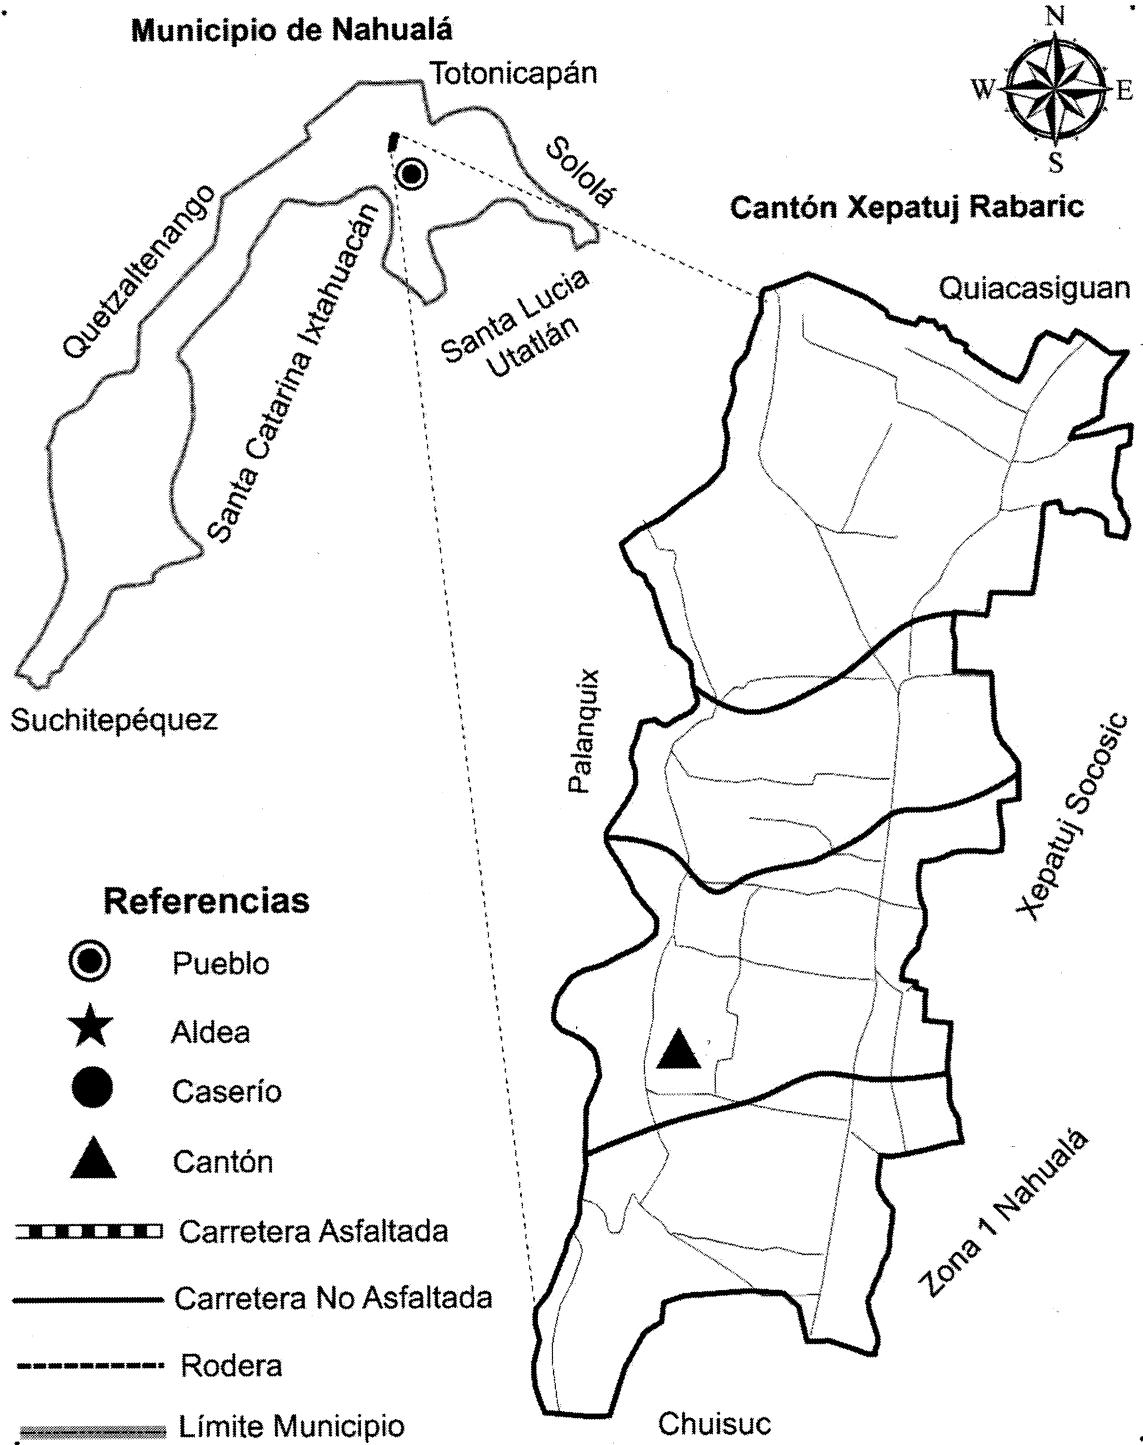 Municipio de Nahualá
Totonicapán
Sololá
Quetzaltenango
Santa Catarina Ixtahuacán
Santa Lucia
Utatlán
Suchitepéquez
N
W
E
S
Cantón Xepatuj Rabaric
Quiacasiguan
Palanquix
Xepatuj Socosic
Zona 1 Nahualá
Chuisuc
Referencias
Pueblo
Aldea
Caserío
Cantón
Carretera Asfaltada
Carretera No Asfaltada
Rodera
Límite Municipio